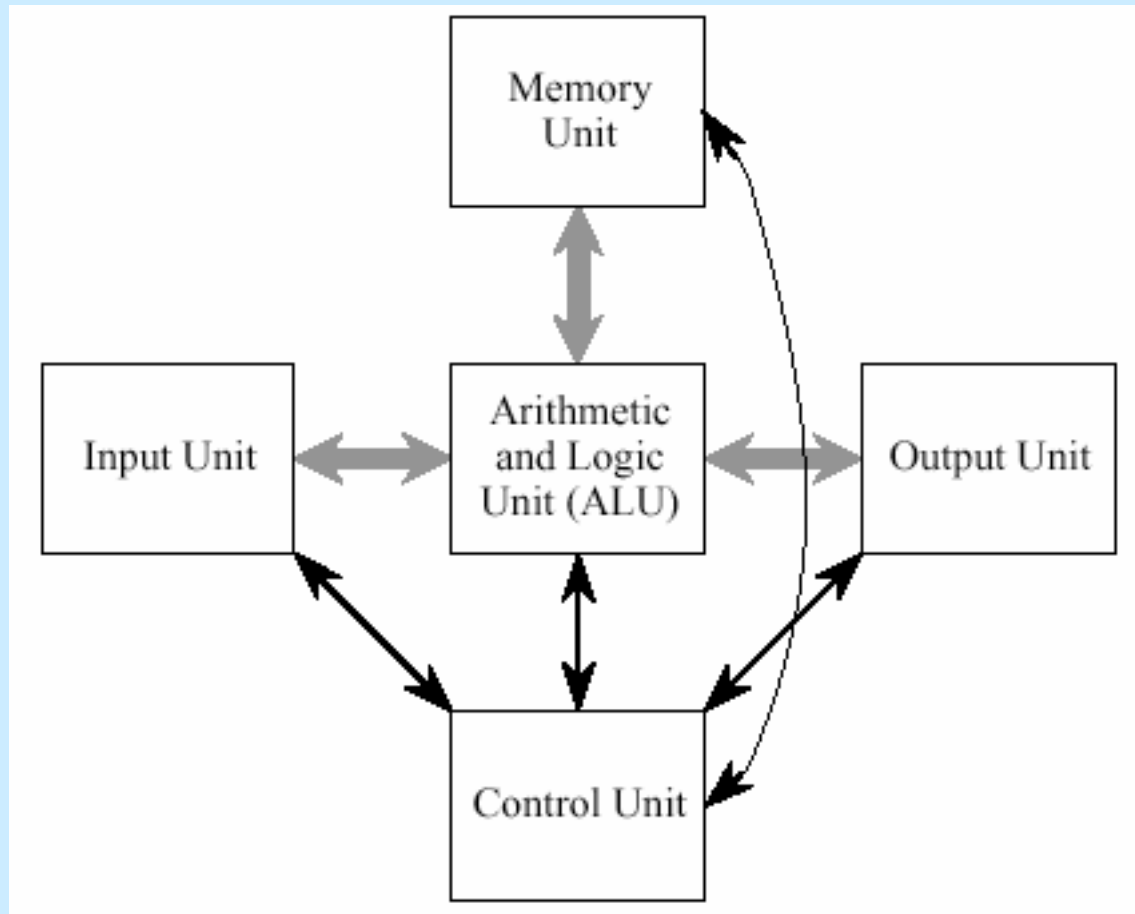 Memory
Unit
Input Unit
Arithmetic
and Logic
Unit (ALU)
Output Unit
Control Unit